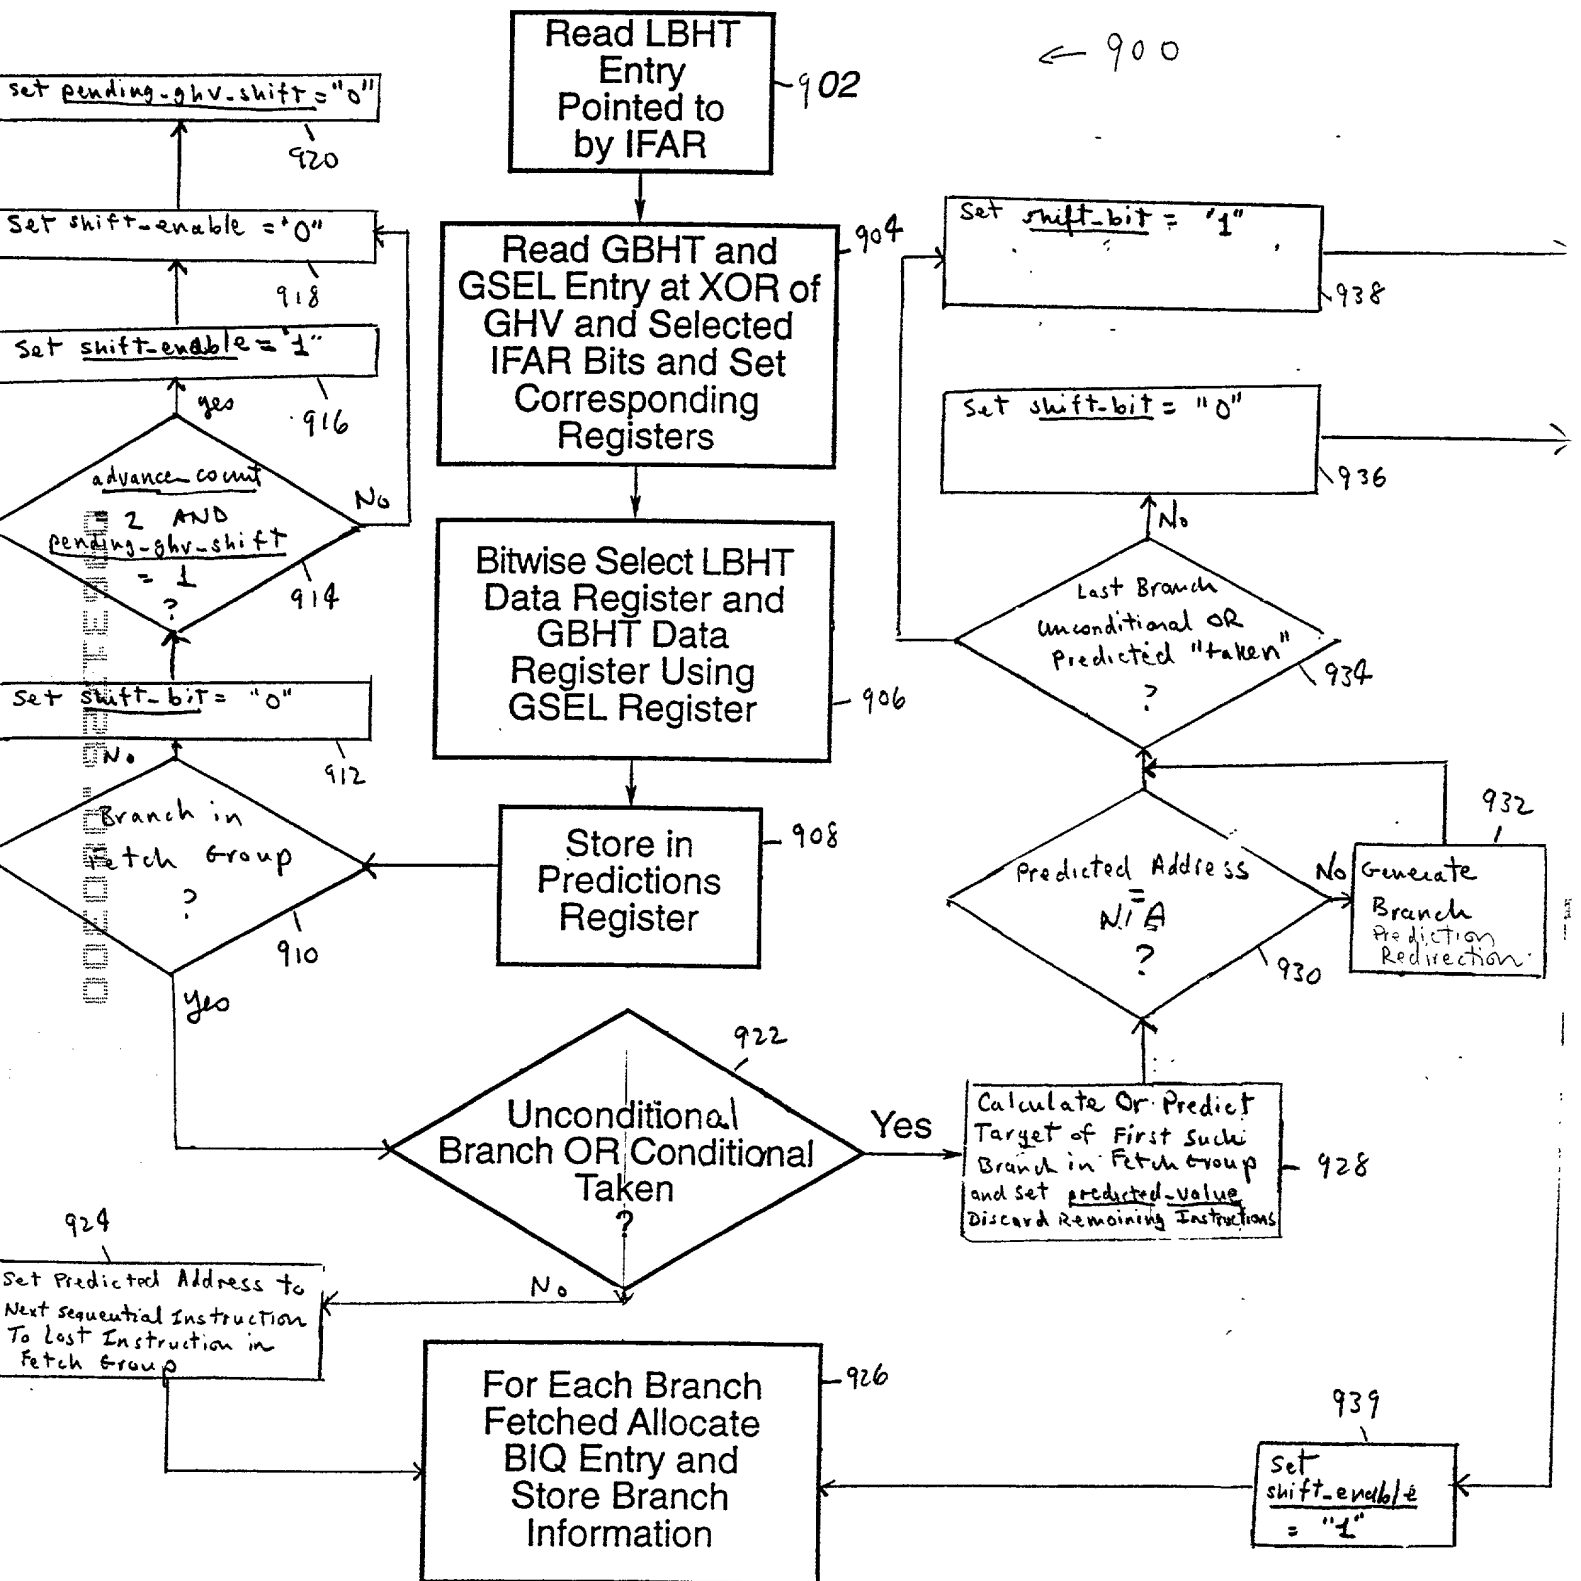 ← 900
Read LBHT
Entry
Pointed to
by IFAR
902
Read GBHT and
GSEL Entry at XOR of
GHV and Selected
IFAR Bits and Set
Corresponding
Registers
904
Bitwise Select LBHT
Data Register and
GBHT Data
Register Using
GSEL Register
906
Store in
Predictions
Register
908
Branch in
Fetch Group
?
910
No
Yes
Set shift-bit = "0"
912
advance-count
= 2 AND
pending-ghv-shift
= 1
?
914
yes
No
Set shift-enable = "1"
916
Set shift-enable = "0"
918
set pending-ghv-shift = "0"
920
Unconditional
Branch OR Conditional
Taken
?
922
Yes
No
Set Predicted Address to
Next sequential Instruction
To Last Instruction in
Fetch Group
924
For Each Branch
Fetched Allocate
BIQ Entry and
Store Branch
Information
926
Calculate Or Predict
Target of First Such
Branch in Fetch Group
and set predicted-value
Discard Remaining Instructions
928
Predicted Address
=
NIA
?
930
No
Generate
Branch
Prediction
Redirection
932
Last Branch
unconditional OR
Predicted "taken"
?
934
No
Set shift-bit = "0"
936
Set shift-bit = "1"
938
Set
shift-enable
= "1"
939